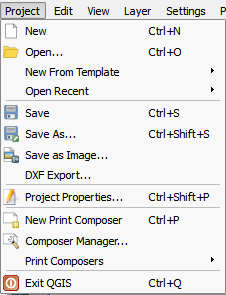 Project Edit View Layer Settings P
New Ctrl+N
Open... Ctrl+O
New From Template
Open Recent
Save Ctrl+S
Save As... Ctrl+Shift+S
Save as Image...
DXF Export...
Project Properties... Ctrl+Shift+P
New Print Composer Ctrl+P
Composer Manager...
Print Composers
Exit QGIS Ctrl+Q